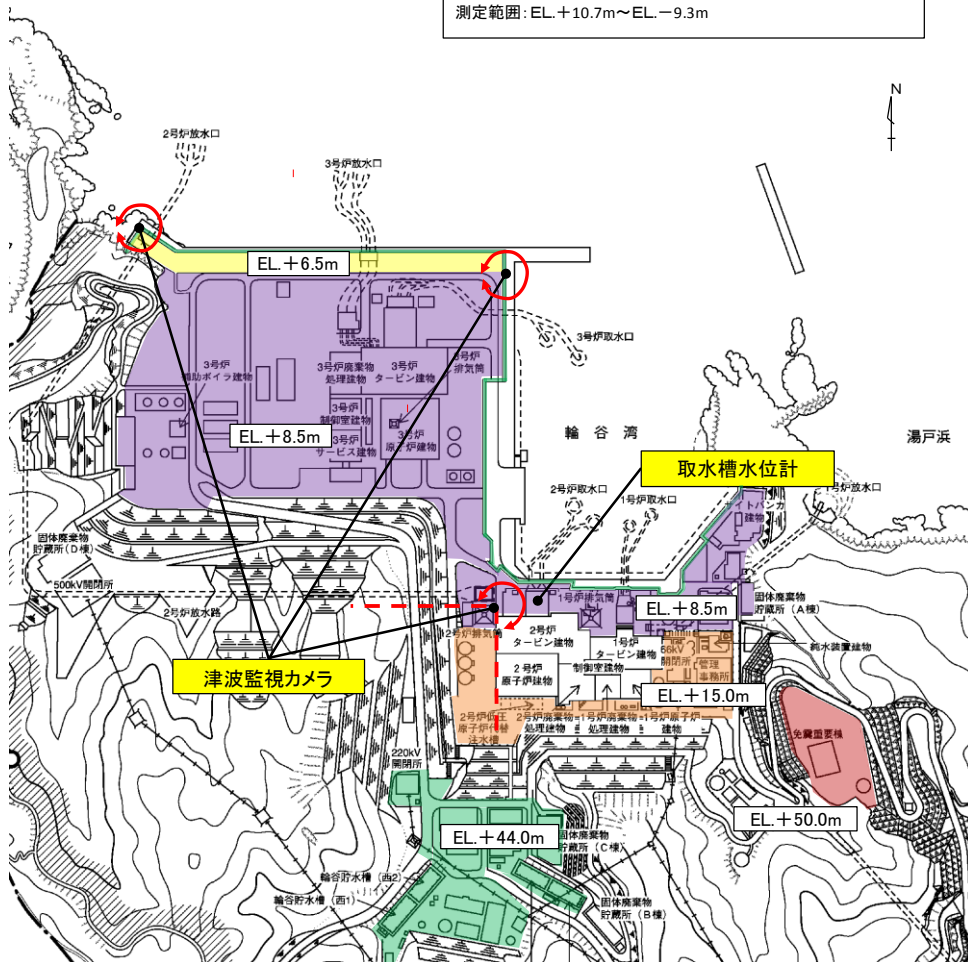 測定範囲：EL.＋10.7m～EL.－9.3m
N
2号炉放水口
3号炉放水口
EL.＋6.5m
3号炉取水口
3号炉
補助ボイラ建物
3号炉廃棄物
処理建物
3号炉
タービン建物
3号炉
排気筒
3号炉
制御室建物
EL.＋8.5m
3号炉
サービス建物
3号炉
原子炉建物
輪谷湾
湯戸浜
取水槽水位計
2号炉取水口
1号炉取水口
1号炉放水口
サイトバンカ
建物
固体廃棄物
貯蔵所(D棟)
500kV開閉所
2号炉放水路
1号炉排気筒
EL.＋8.5m
固体廃棄物
貯蔵所(A棟)
2号炉排気筒
2号炉
タービン建物
1号炉
タービン建物
66kV
開閉所
純水装置建物
津波監視カメラ
2号炉
原子炉建物
制御室建物
管理
事務所
EL.＋15.0m
2号炉低圧
原子炉代替
注水槽
2号炉廃棄物
処理建物
1号炉廃棄物
処理建物
1号炉原子炉
建物
免震重要棟
220kV
開閉所
EL.＋50.0m
EL.＋44.0m
固体廃棄物
貯蔵所(C棟)
輪谷貯水槽(西2)
輪谷貯水槽(西1)
固体廃棄物
貯蔵所(B棟)